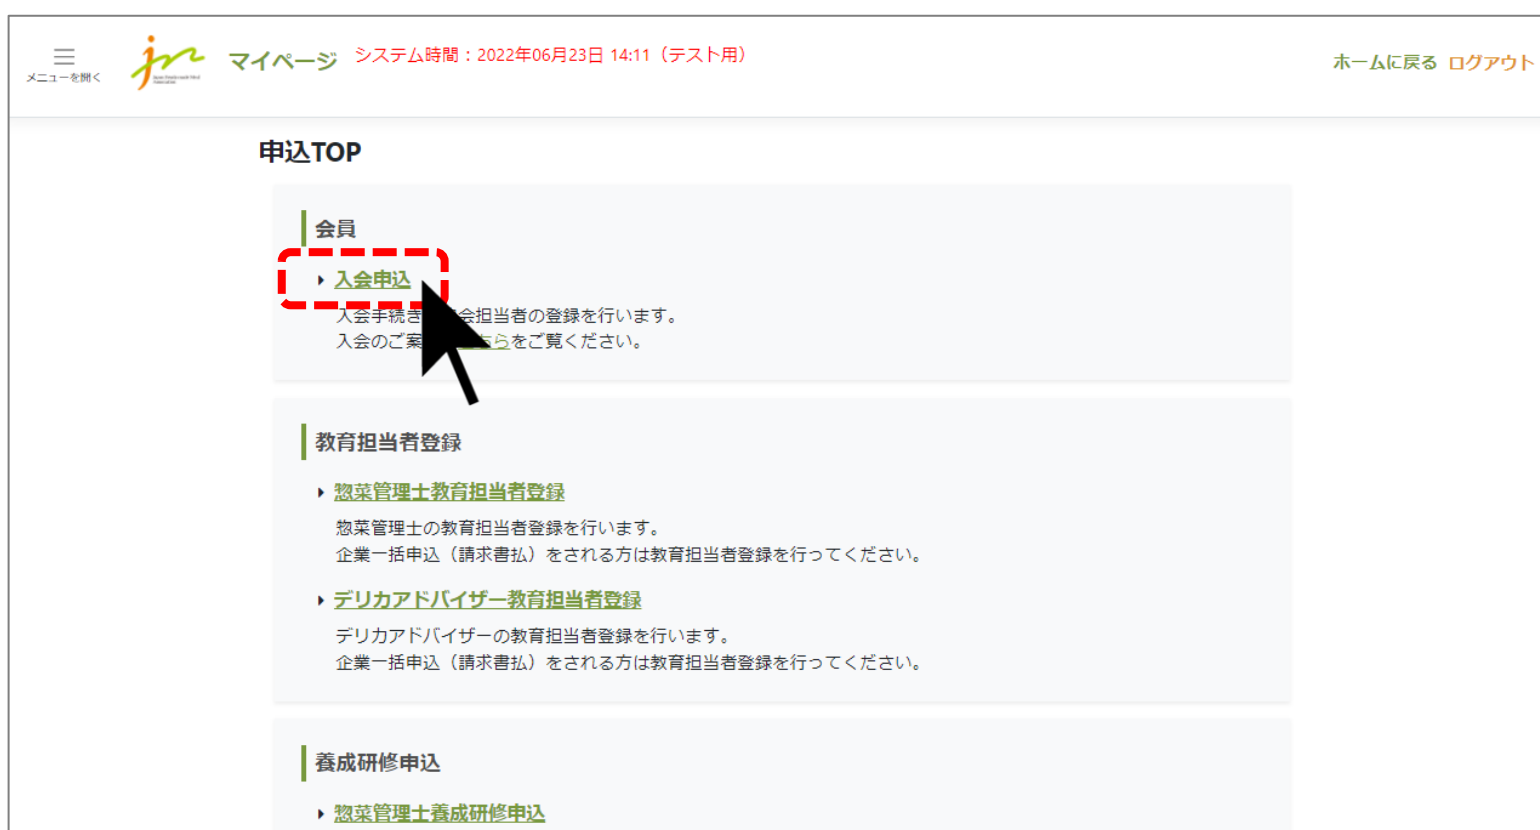 メニューを開く
マイページ
システム時間：2022年06月23日 14:11（テスト用）
ホームに戻る ログアウト
申込TOP
会員
入会申込
入会手続き 会担当者の登録を行います。
入会のご案 ちらをご覧ください。
教育担当者登録
惣菜管理士教育担当者登録
惣菜管理士の教育担当者登録を行います。
企業一括申込（請求書払）をされる方は教育担当者登録を行ってください。
デリカアドバイザー教育担当者登録
デリカアドバイザーの教育担当者登録を行います。
企業一括申込（請求書払）をされる方は教育担当者登録を行ってください。
養成研修申込
惣菜管理士養成研修申込